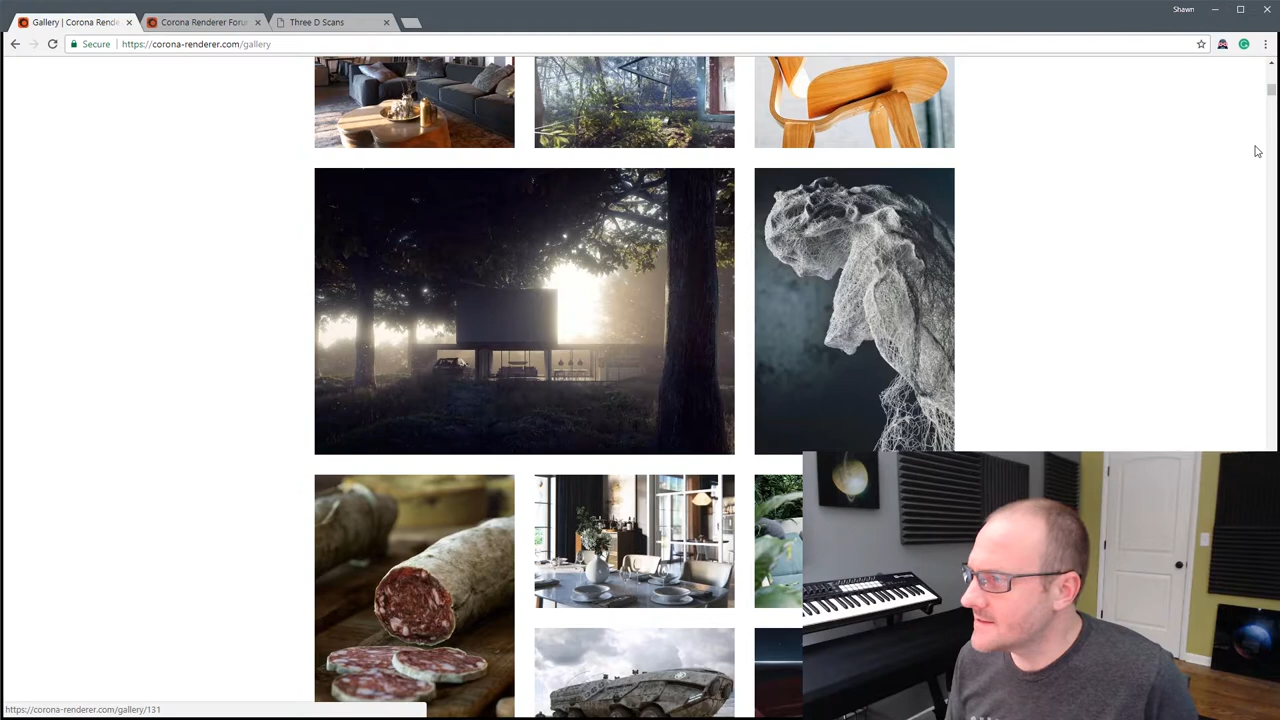 Gallery | Corona Rende
Corona Renderer Foru
Three D Scans
Shawn
Secure
https://corona-renderer.com/gallery
https://corona-renderer.com/gallery/131